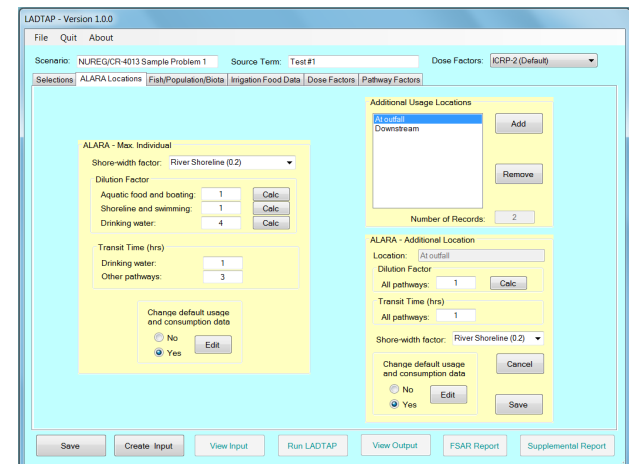 LADTAP - Version 1.0.0
File Quit About
Scenario: NUREG/CR-4013 Sample Problem 1 Source Term: Test#1 Dose Factors: ICRP-2 (Default)
Selections ALARA Locations Fish/Population/Biota Irrigation Food Data Dose Factors Pathway Factors
ALARA - Max. Individual
Shore-width factor: River Shoreline (0.2)
Dilution Factor
Aquatic food and boating: 1 Calc
Shoreline and swimming: 1 Calc
Drinking water: 4 Calc
Transit Time (hrs)
Drinking water: 1
Other pathways: 3
Change default usage
and consumption data
No
Yes
Edit
Additional Usage Locations
At outfall
Downstream
Add
Remove
Number of Records: 2
ALARA - Additional Location
Location: At outfall
Dilution Factor
All pathways: 1 Calc
Transit Time (hrs)
All pathways: 1
Shore-width factor: River Shoreline (0.2)
Change default usage
and consumption data
No
Yes
Edit
Cancel
Save
Save Create Input View Input Run LADTAP View Output FSAR Report Supplemental Report